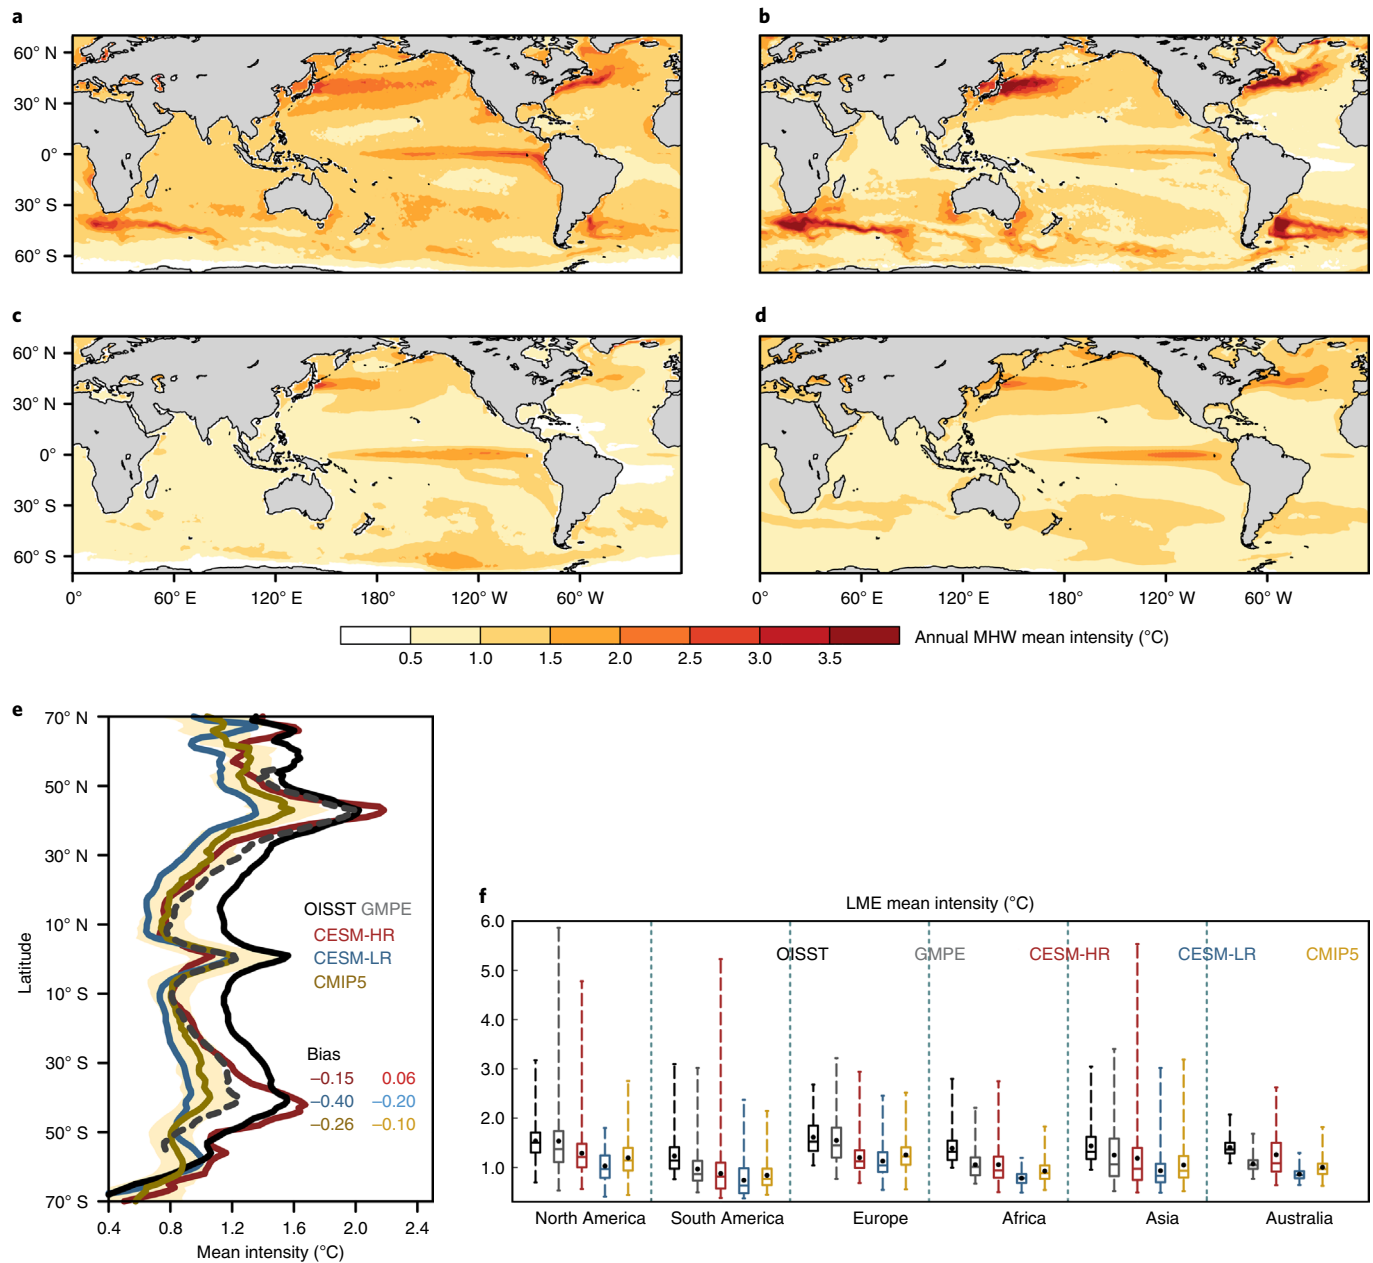 a
b
60° N
30° N
0°
30° S
60° S
c
d
60° N
30° N
0°
30° S
60° S
0° 60° E 120° E 180° 120° W 60° W
0° 60° E 120° E 180° 120° W 60° W
0.5 1.0 1.5 2.0 2.5 3.0 3.5
Annual MHW mean intensity (°C)
e
70° N
50° N
30° N
10° N
10° S
30° S
50° S
70° S
Latitude
OISST GMPE
CESM-HR
CESM-LR
CMIP5
Bias
−0.15 0.06
−0.40 −0.20
−0.26 −0.10
0.4 0.8 1.2 1.6 2.0 2.4
Mean intensity (°C)
f
LME mean intensity (°C)
6.0
5.0
4.0
3.0
2.0
1.0
OISST GMPE CESM-HR CESM-LR CMIP5
North America South America Europe Africa Asia Australia